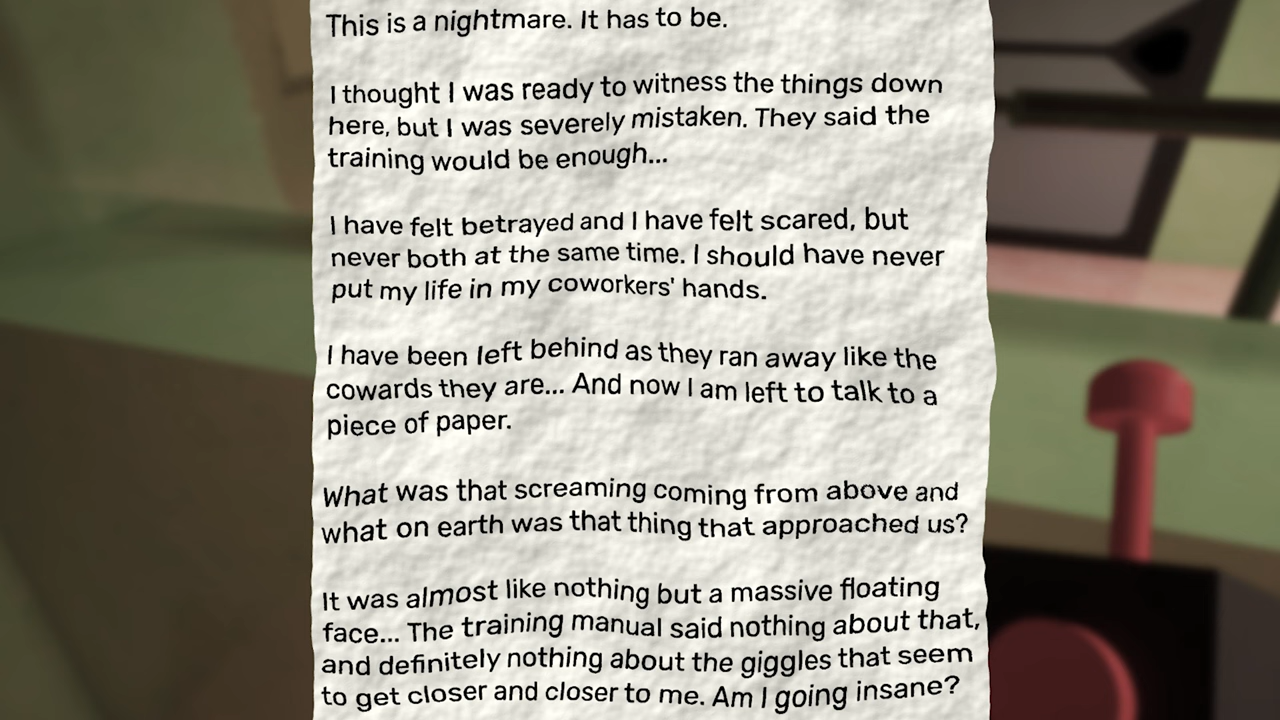 This is a nightmare. It has to be.
I thought I was ready to witness the things down
here, but I was severely mistaken. They said the
training would be enough...
I have felt betrayed and I have felt scared, but
never both at the same time. I should have never
put my life in my coworkers' hands.
I have been left behind as they ran away like the
cowards they are... And now I am left to talk to a
piece of paper.
What was that screaming coming from above and
what on earth was that thing that approached us?
It was almost like nothing but a massive floating
face... The training manual said nothing about that,
and definitely nothing about the giggles that seem
to get closer and closer to me. Am I going insane?